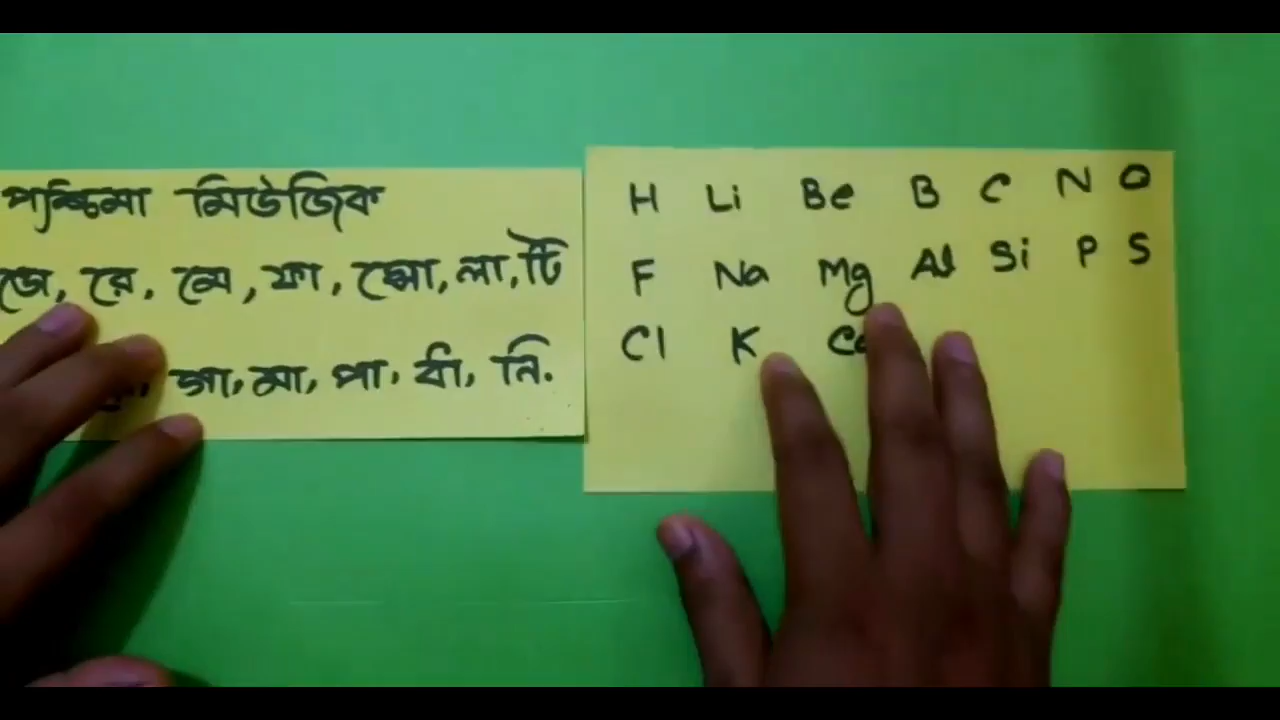 পশ্চিমা মিউজিক
ডো, রে, মে, ফা, সো, লা, টি
গা, মা, পা, ধা, নি.
H Li Be B C N O
F Na Mg Al Si P S
Cl K